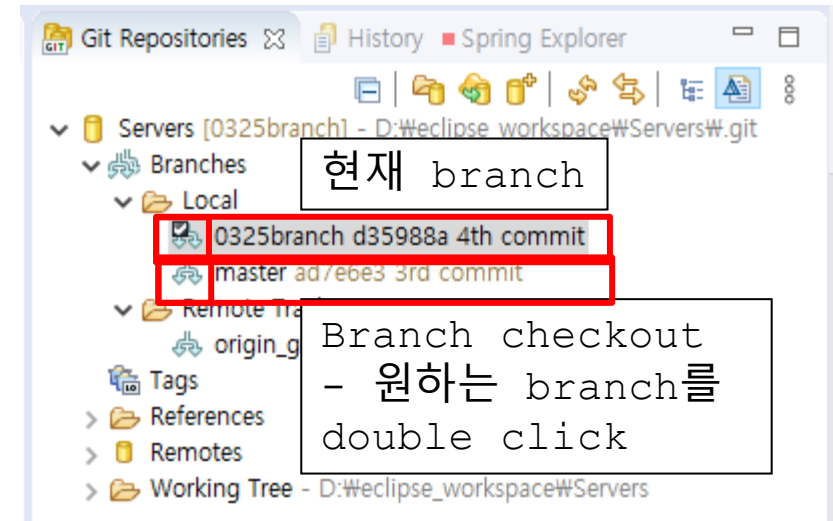 Git Repositories History Spring Explorer
Servers [0325branch] - D:₩eclipse_workspace₩Servers₩.git
Branches
현재 branch
Local
0325branch d35988a 4th commit
master ad7e6e3 3rd commit
Remote
origin_g
Branch checkout
- 원하는 branch를
double click
Tags
References
Remotes
Working Tree - D:₩eclipse_workspace₩Servers